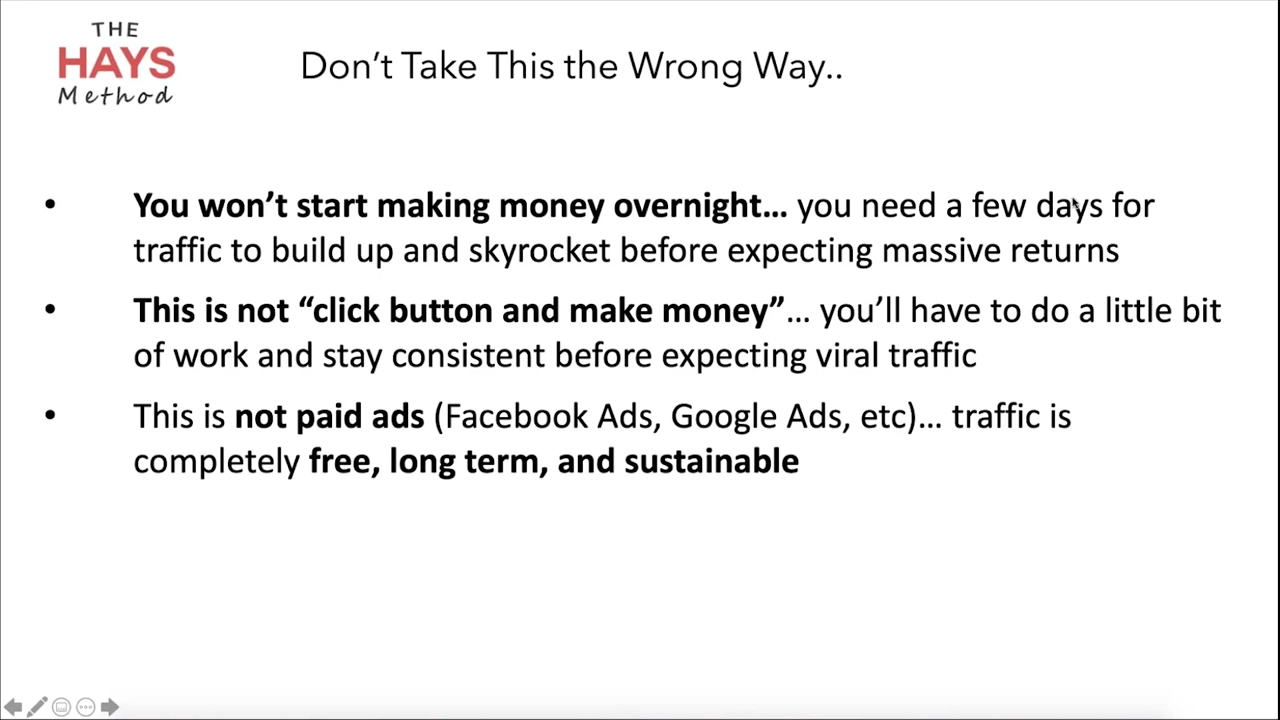 THE
HAYS
Method
Don't Take This the Wrong Way..
• You won't start making money overnight… you need a few days for
traffic to build up and skyrocket before expecting massive returns
• This is not “click button and make money”… you'll have to do a little bit
of work and stay consistent before expecting viral traffic
• This is not paid ads (Facebook Ads, Google Ads, etc)… traffic is
completely free, long term, and sustainable